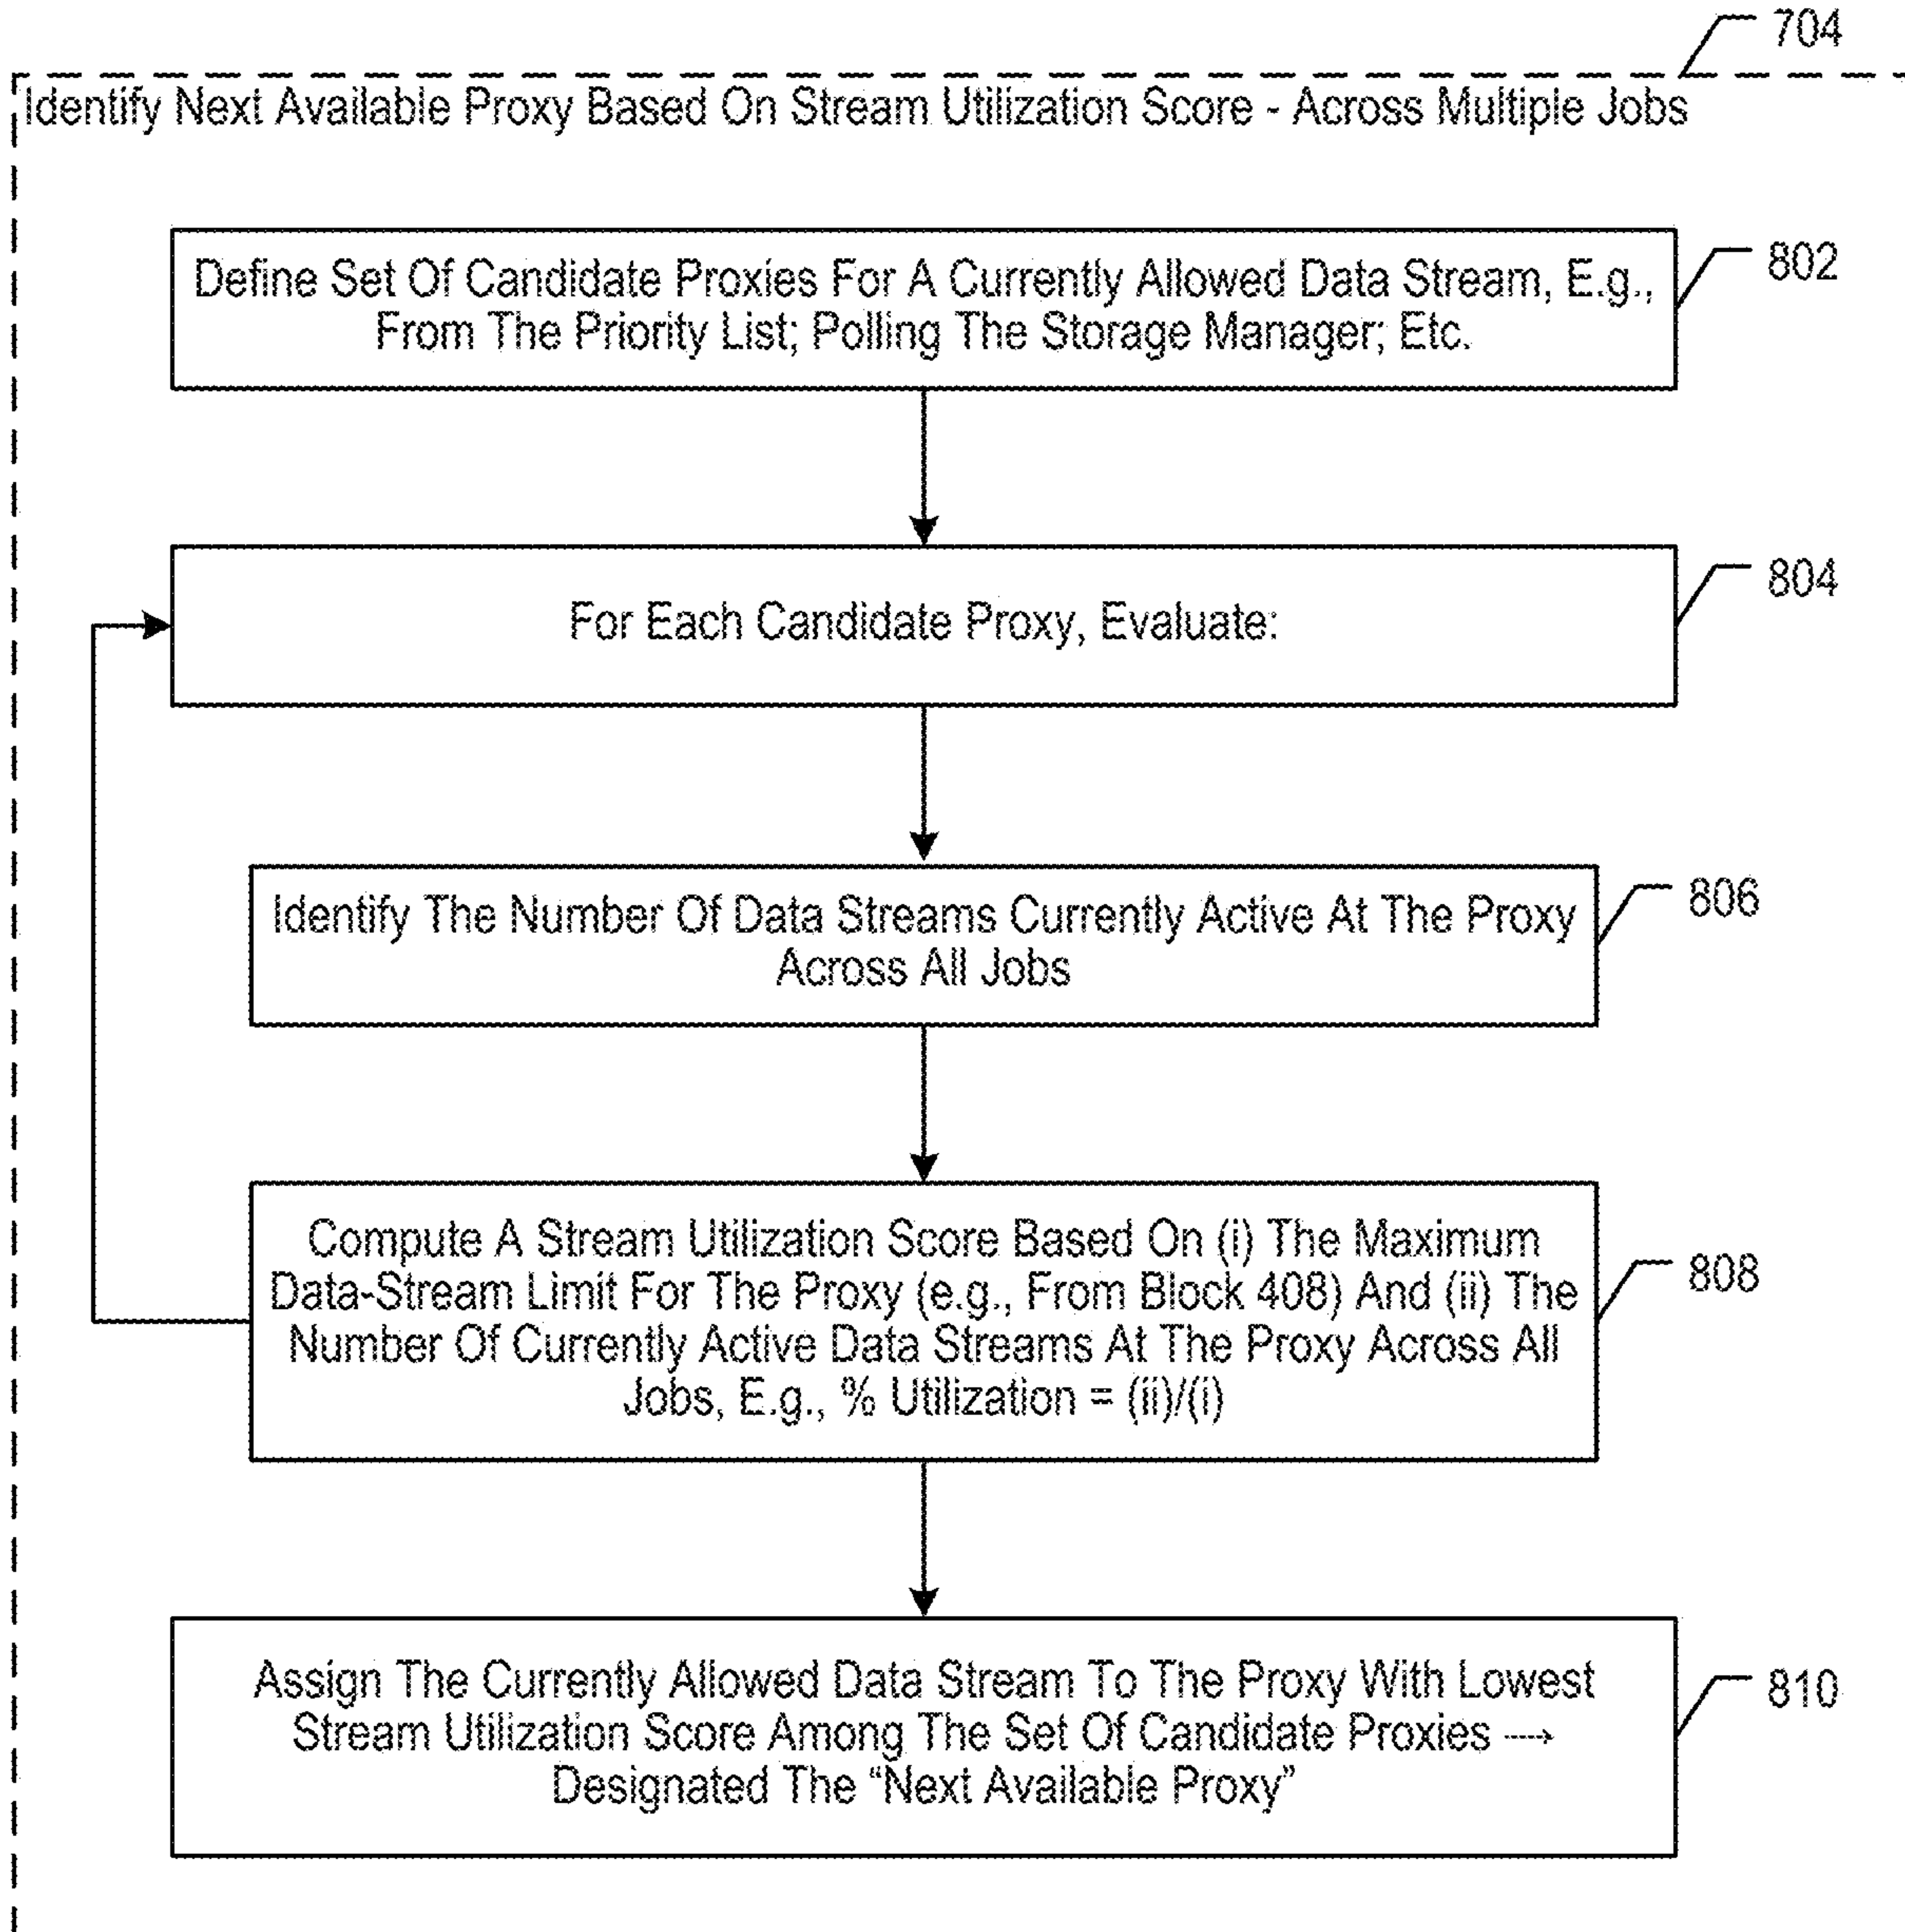 704
Identify Next Available Proxy Based On Stream Utilization Score - Across Multiple Jobs
Define Set Of Candidate Proxies For A Currently Allowed Data Stream, E.g.,
From The Priority List; Polling The Storage Manager; Etc.
802
For Each Candidate Proxy, Evaluate:
804
Identify The Number Of Data Streams Currently Active At The Proxy
Across All Jobs
806
Compute A Stream Utilization Score Based On (i) The Maximum
Data-Stream Limit For The Proxy (e.g., From Block 408) And (ii) The
Number Of Currently Active Data Streams At The Proxy Across All
Jobs, E.g., % Utilization = (ii)/(i)
808
Assign The Currently Allowed Data Stream To The Proxy With Lowest
Stream Utilization Score Among The Set Of Candidate Proxies →
Designated The “Next Available Proxy”
810